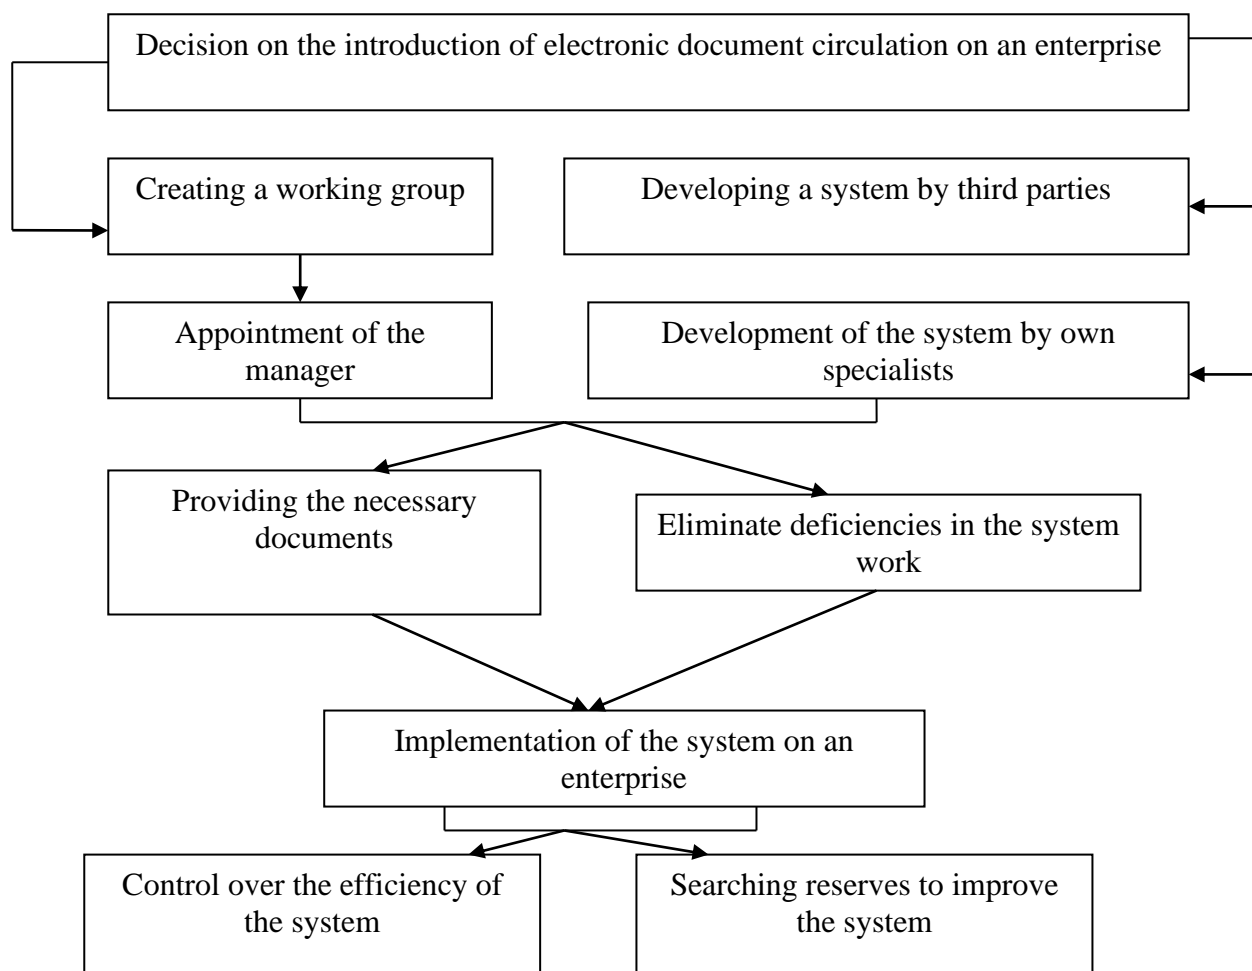 Decision on the introduction of electronic document circulation on an enterprise
Creating a working group
Developing a system by third parties
Appointment of the
manager
Development of the system by own
specialists
Providing the necessary
documents
Eliminate deficiencies in the system
work
Implementation of the system on an
enterprise
Control over the efficiency of
the system
Searching reserves to improve
the system